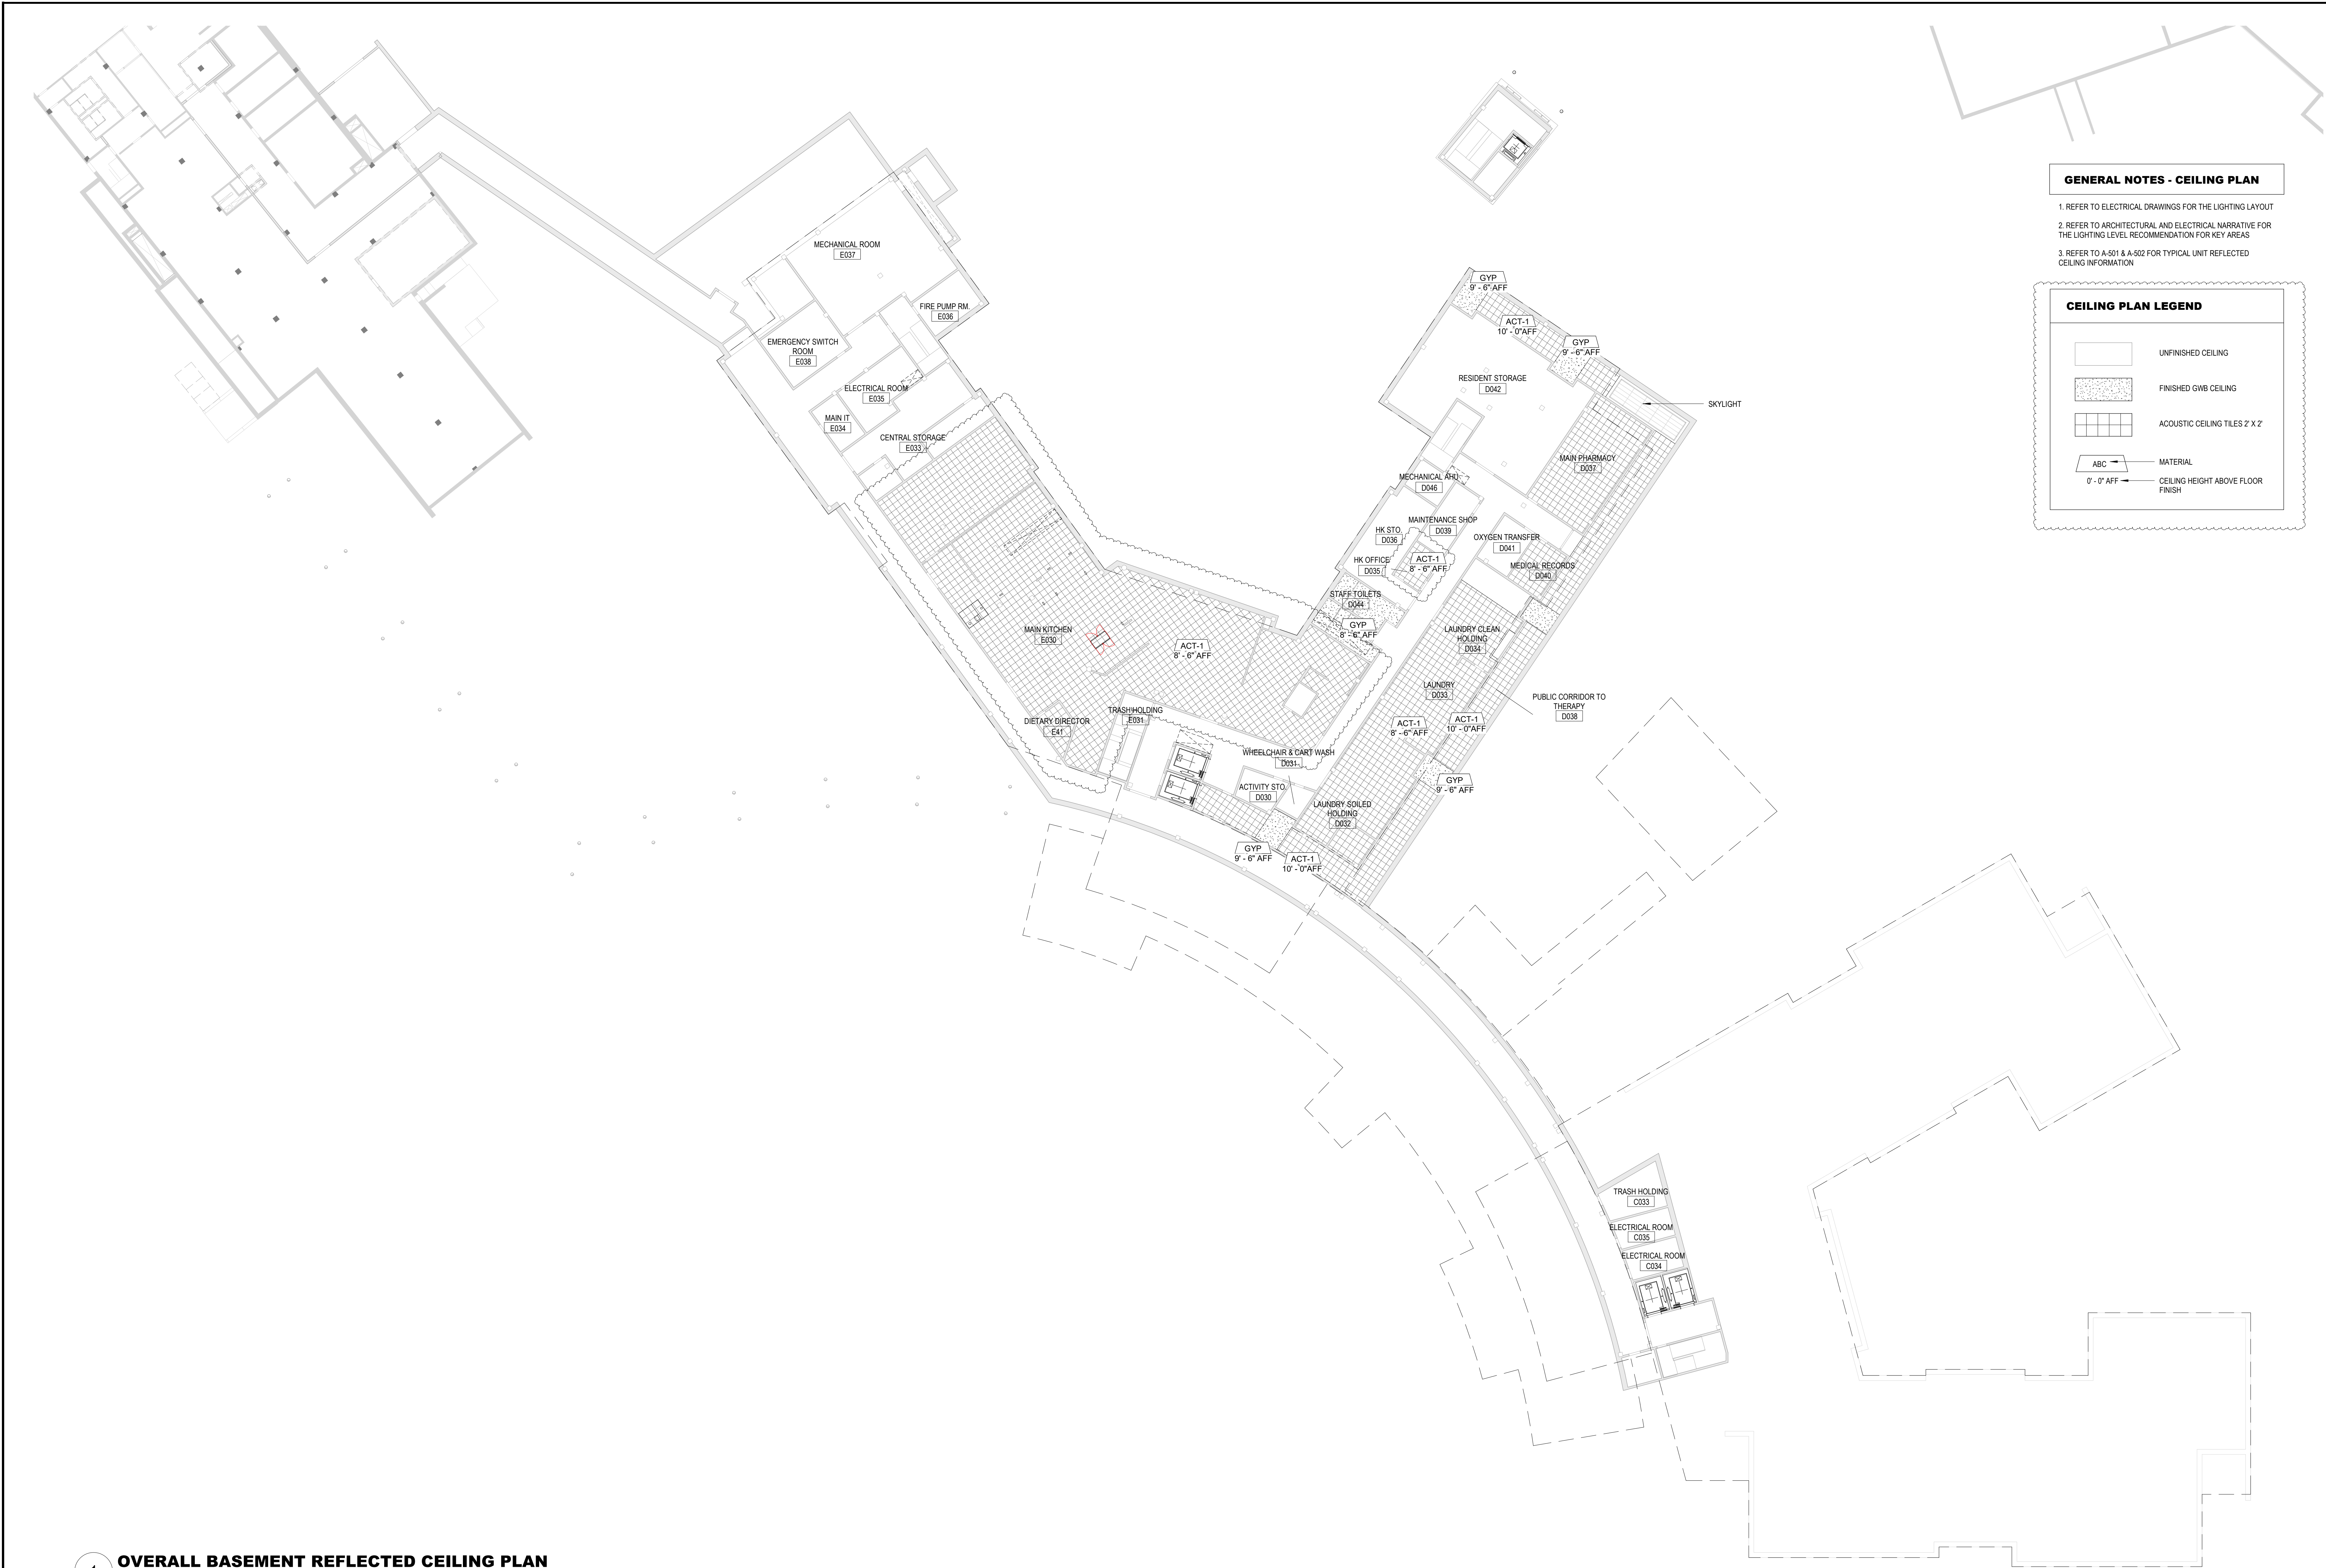 GENERAL NOTES - CEILING PLAN
1. REFER TO ELECTRICAL DRAWINGS FOR THE LIGHTING LAYOUT
2. REFER TO ARCHITECTURAL AND ELECTRICAL NARRATIVE FOR
THE LIGHTING LEVEL RECOMMENDATION FOR KEY AREAS
3. REFER TO A-501 & A-502 FOR TYPICAL UNIT REFLECTED
CEILING INFORMATION
CEILING PLAN LEGEND
UNFINISHED CEILING
FINISHED GWB CEILING
ACOUSTIC CEILING TILES 2' X 2'
ABC
MATERIAL
0' - 0" AFF
CEILING HEIGHT ABOVE FLOOR
FINISH
MECHANICAL ROOM
E037
FIRE PUMP RM.
E036
EMERGENCY SWITCH
ROOM
E038
ELECTRICAL ROOM
E035
MAIN IT
E034
CENTRAL STORAGE
E033
GYP
9' - 6" AFF
ACT-1
10' - 0"AFF
GYP
9' - 6" AFF
RESIDENT STORAGE
D042
SKYLIGHT
MAIN PHARMACY
D037
MECHANICAL AHU
D046
MAINTENANCE SHOP
D039
HK STO.
D036
OXYGEN TRANSFER
D041
HK OFFICE
D035
ACT-1
8' - 6" AFF
MEDICAL RECORDS
D040
STAFF TOILETS
D044
GYP
8' - 6" AFF
MAIN KITCHEN
E030
ACT-1
8' - 6" AFF
LAUNDRY CLEAN
HOLDING
D034
LAUNDRY
D033
PUBLIC CORRIDOR TO
THERAPY
D038
TRASH HOLDING
E031
DIETARY DIRECTOR
E41
ACT-1
8' - 6" AFF
ACT-1
10' - 0"AFF
WHEELCHAIR & CART WASH
D031
GYP
9' - 6" AFF
ACTIVITY STO.
D030
LAUNDRY SOILED
HOLDING
D032
GYP
9' - 6" AFF
ACT-1
10' - 0"AFF
TRASH HOLDING
C033
ELECTRICAL ROOM
C035
ELECTRICAL ROOM
C034
OVERALL BASEMENT REFLECTED CEILING PLAN